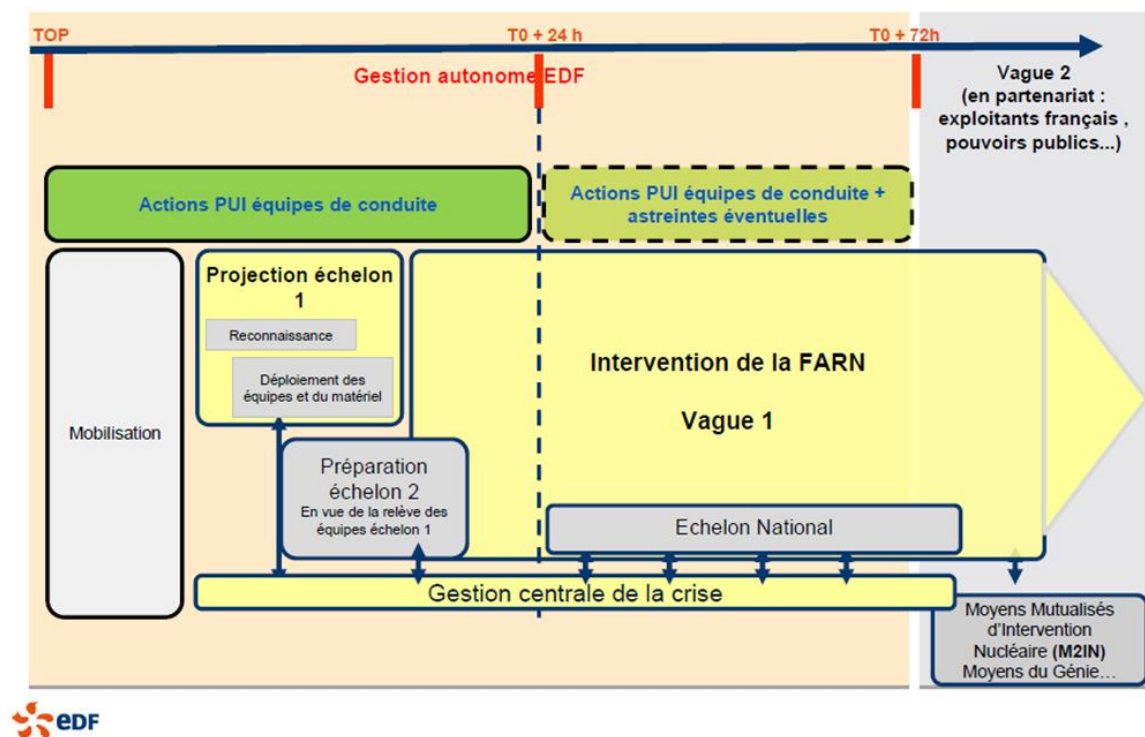 TOP
T0 + 24 h
T0 + 72h
Gestion autonome EDF
Vague 2
(en partenariat :
exploitants français ,
pouvoirs publics...)
Actions PUI équipes de conduite
Actions PUI équipes de conduite +
astreintes éventuelles
Mobilisation
Projection échelon
1
Reconnaissance
Déploiement des
équipes et du matériel
Préparation
échelon 2
En vue de la relève des
équipes échelon 1
Intervention de la FARN
Vague 1
Echelon National
Gestion centrale de la crise
Moyens Mutualisés
d'Intervention
Nucléaire (M2IN)
Moyens du Génie…
eDF